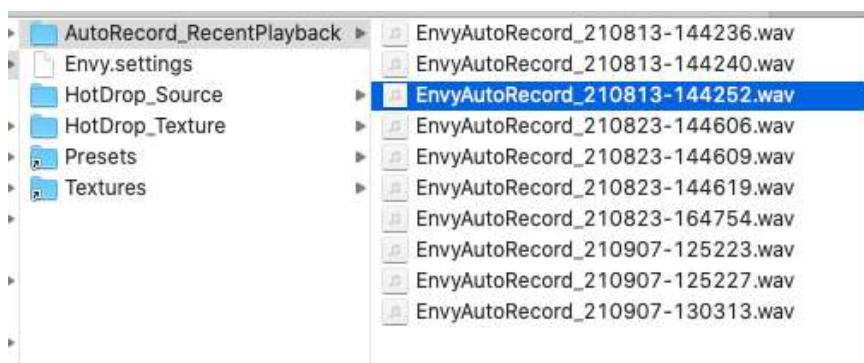 AutoRecord_RecentPlayback
Envy.settings
HotDrop_Source
HotDrop_Texture
Presets
Textures
EnvyAutoRecord_210813-144236.wav
EnvyAutoRecord_210813-144240.wav
EnvyAutoRecord_210813-144252.wav
EnvyAutoRecord_210823-144606.wav
EnvyAutoRecord_210823-144609.wav
EnvyAutoRecord_210823-144619.wav
EnvyAutoRecord_210823-164754.wav
EnvyAutoRecord_210907-125223.wav
EnvyAutoRecord_210907-125227.wav
EnvyAutoRecord_210907-130313.wav